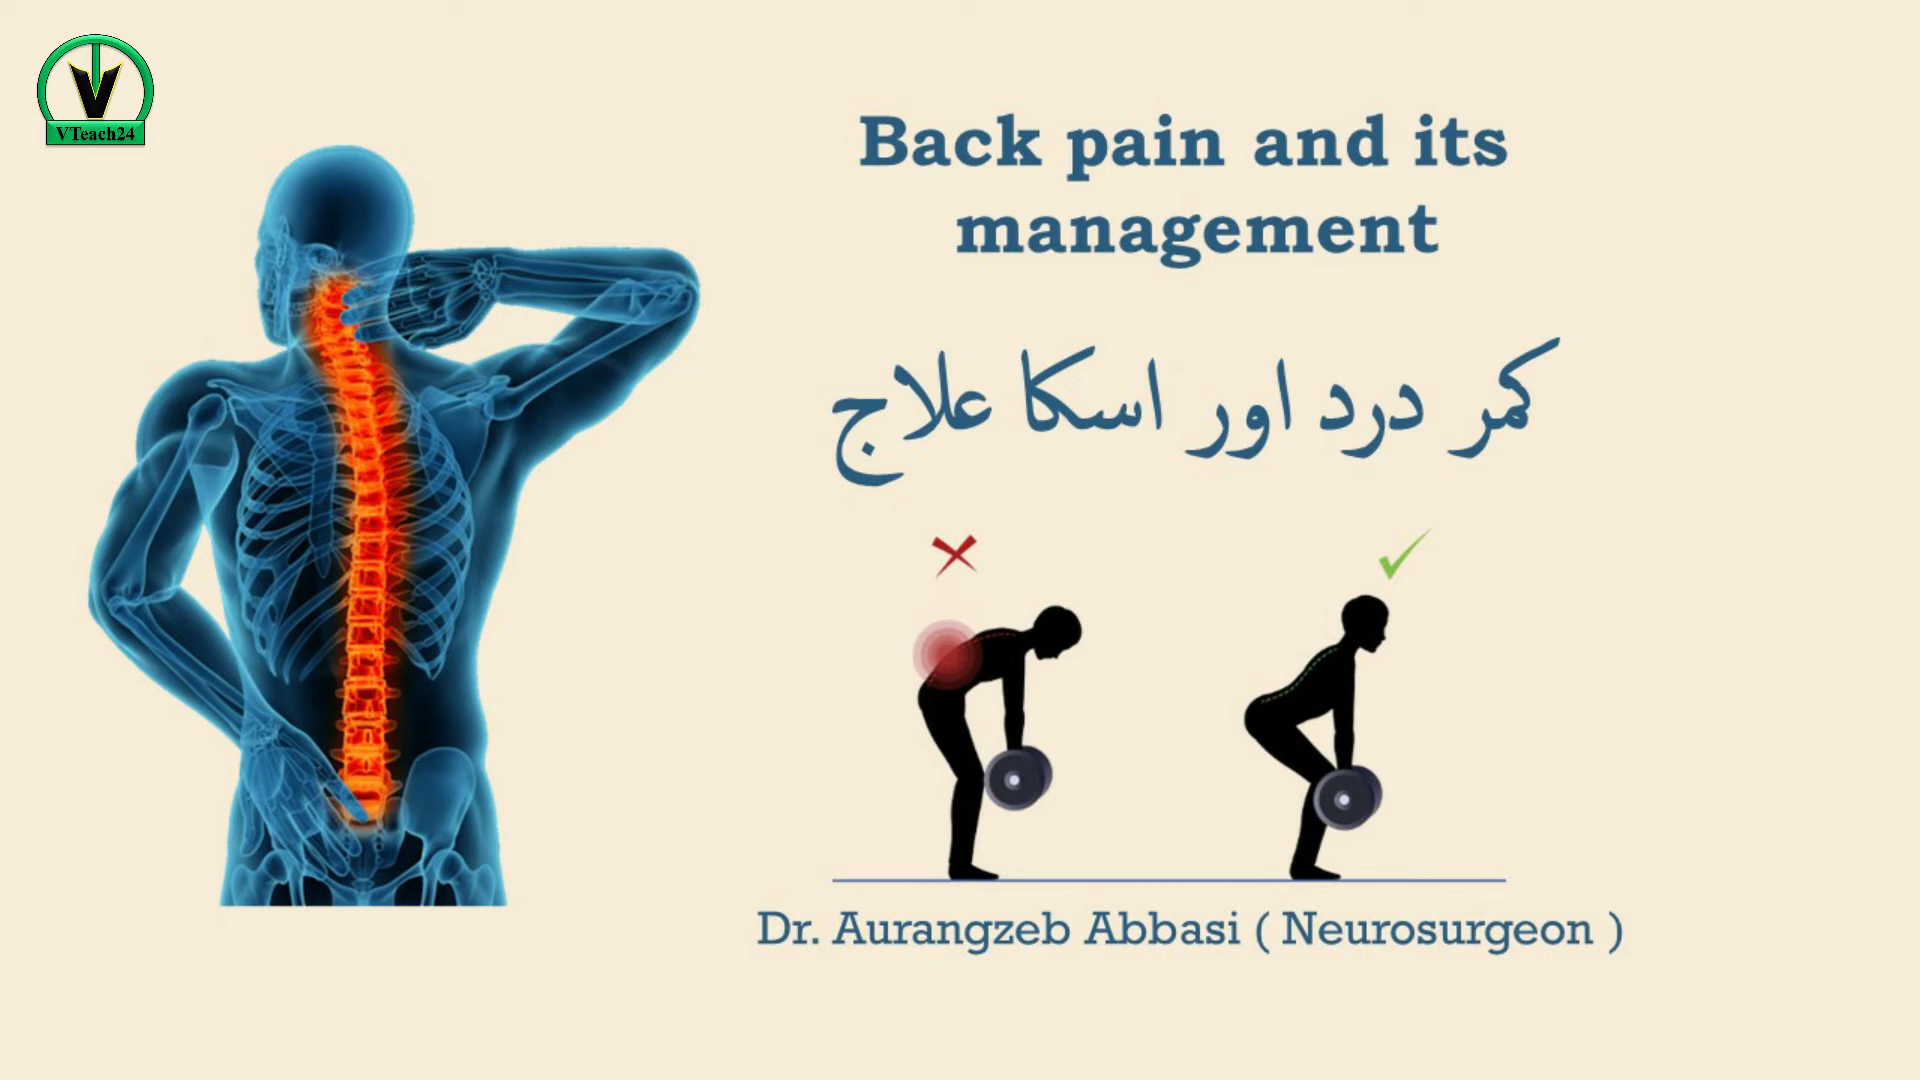 VTeach24
Back pain and its
management
کمر درد اور اسکا علاج
Dr. Aurangzeb Abbasi ( Neurosurgeon )